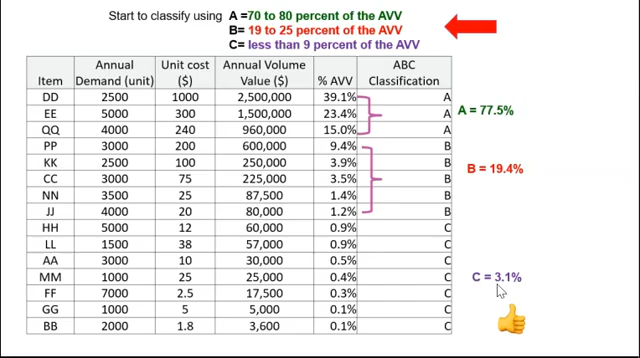 Start to classify using A =70 to 80 percent of the AVV
B= 19 to 25 percent of the AVV
C= less than 9 percent of the AVV
Item Annual Demand (unit) Unit cost ($) Annual Volume Value ($) % AVV ABC Classification
DD 2500 1000 2,500,000 39.1% A
EE 5000 300 1,500,000 23.4% A A = 77.5%
QQ 4000 240 960,000 15.0% A
PP 3000 200 600,000 9.4% B
KK 2500 100 250,000 3.9% B B = 19.4%
CC 3000 75 225,000 3.5% B
NN 3500 25 87,500 1.4% B
JJ 4000 20 80,000 1.2% B
HH 5000 12 60,000 0.9% C
LL 1500 38 57,000 0.9% C
AA 3000 10 30,000 0.5% C
MM 1000 25 25,000 0.4% C C = 3.1%
FF 7000 2.5 17,500 0.3% C
GG 1000 5 5,000 0.1% C
BB 2000 1.8 3,600 0.1% C